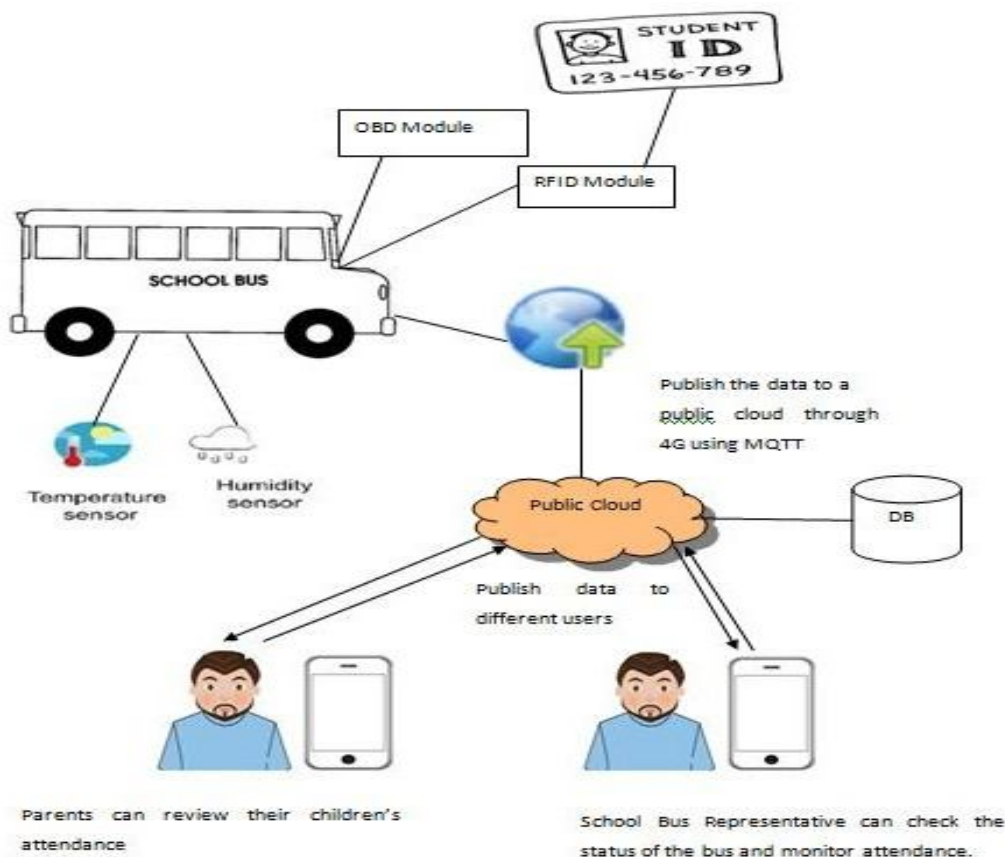 STUDENT
ID
123-456-789
OBD Module
RFID Module
SCHOOL BUS
Publish the data to a
public cloud through
4G using MQTT
Temperature
sensor
Humidity
sensor
Public Cloud
DB
Publish data to
different users
Parents can review their children's
attendance
School Bus Representative can check the
status of the bus and monitor attendance.